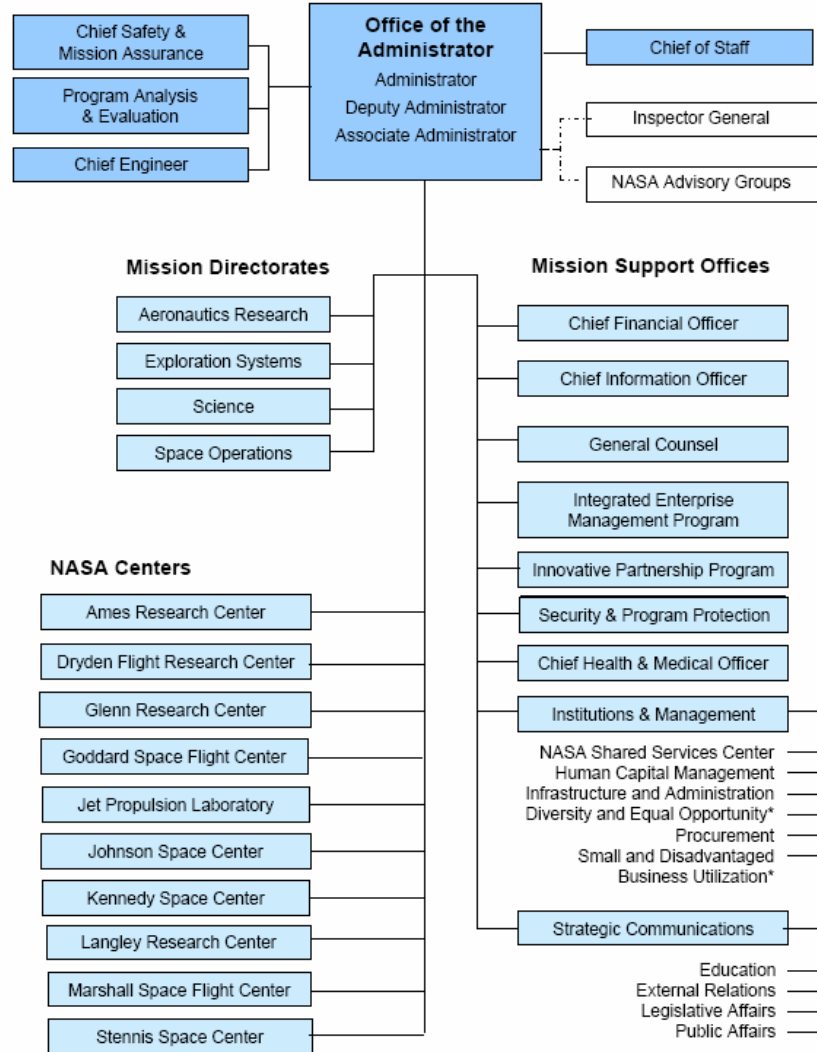 Chief Safety &
Mission Assurance
Program Analysis
& Evaluation
Chief Engineer
Office of the
Administrator
Administrator
Deputy Administrator
Associate Administrator
Chief of Staff
Inspector General
NASA Advisory Groups
Mission Directorates
Aeronautics Research
Exploration Systems
Science
Space Operations
NASA Centers
Ames Research Center
Dryden Flight Research Center
Glenn Research Center
Goddard Space Flight Center
Jet Propulsion Laboratory
Johnson Space Center
Kennedy Space Center
Langley Research Center
Marshall Space Flight Center
Stennis Space Center
Mission Support Offices
Chief Financial Officer
Chief Information Officer
General Counsel
Integrated Enterprise
Management Program
Innovative Partnership Program
Security & Program Protection
Chief Health & Medical Officer
Institutions & Management
NASA Shared Services Center
Human Capital Management
Infrastructure and Administration
Diversity and Equal Opportunity*
Procurement
Small and Disadvantaged
Business Utilization*
Strategic Communications
Education
External Relations
Legislative Affairs
Public Affairs